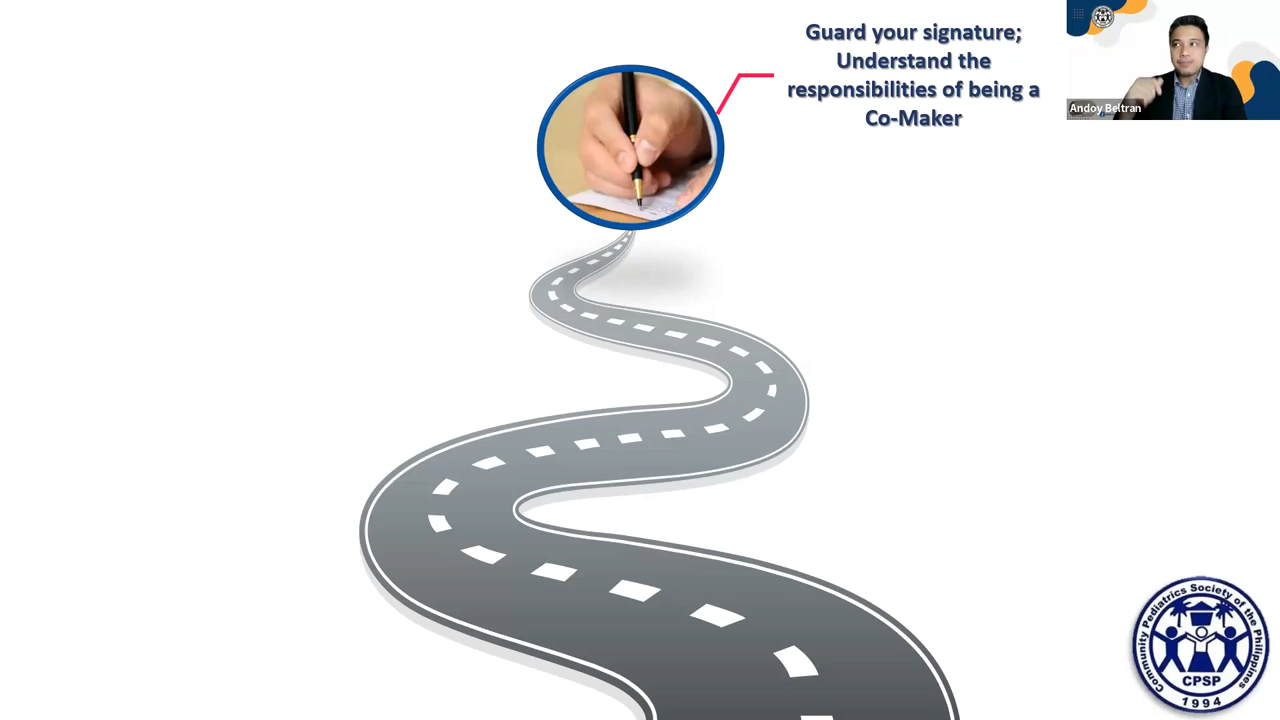 Guard your signature;
Understand the
responsibilities of being a
Co-Maker
Andoy Beltran
Community Pediatrics Society of the Philippines
CPSP
1994